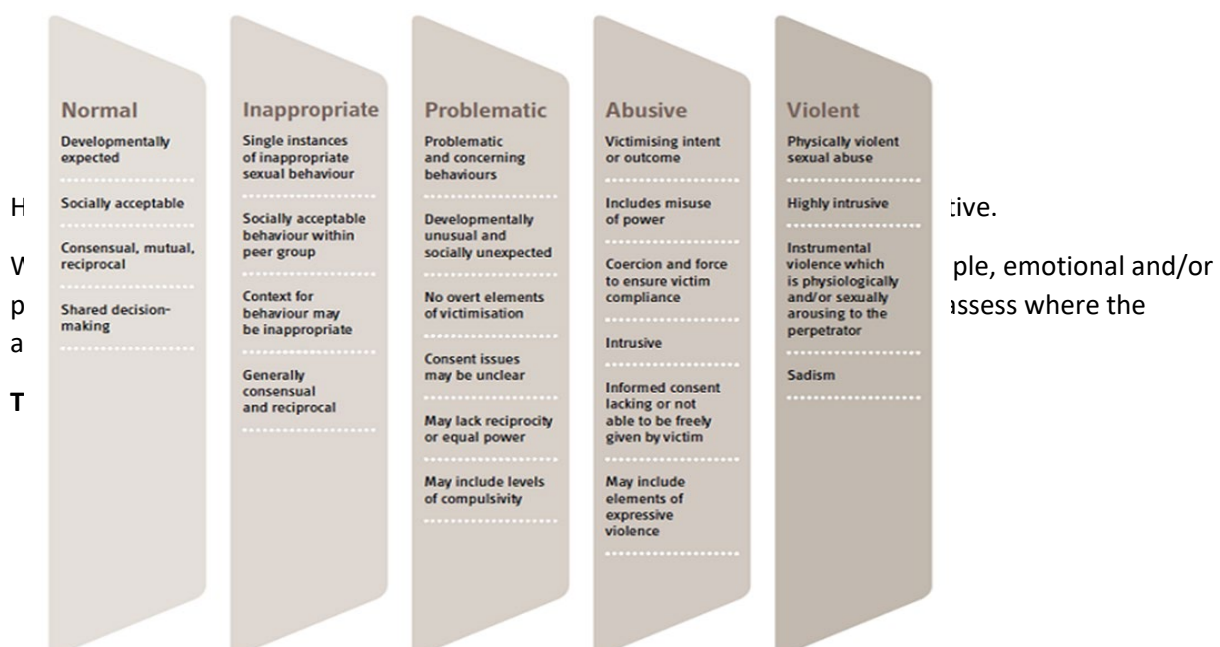 Normal
Developmentally
expected
Socially acceptable
Consensual, mutual,
reciprocal
Shared decision-
making
Inappropriate
Single instances
of inappropriate
sexual behaviour
Socially acceptable
behaviour within
peer group
Context for
behaviour may
be inappropriate
Generally
consensual
and reciprocal
Problematic
Problematic
and concerning
behaviours
Developmentally
unusual and
socially unexpected
No overt elements
of victimisation
Consent issues
may be unclear
May lack reciprocity
or equal power
May include levels
of compulsivity
Abusive
Victimising intent
or outcome
Includes misuse
of power
Coercion and force
to ensure victim
compliance
Intrusive
Informed consent
lacking or not
able to be freely
given by victim
May include
elements of
expressive
violence
Violent
Physically violent
sexual abuse
Highly intrusive
Instrumental
violence which
is physiologically
and/or sexually
arousing to the
perpetrator
Sadism
H
tive.
W
ple, emotional and/or
p
assess where the
a
T